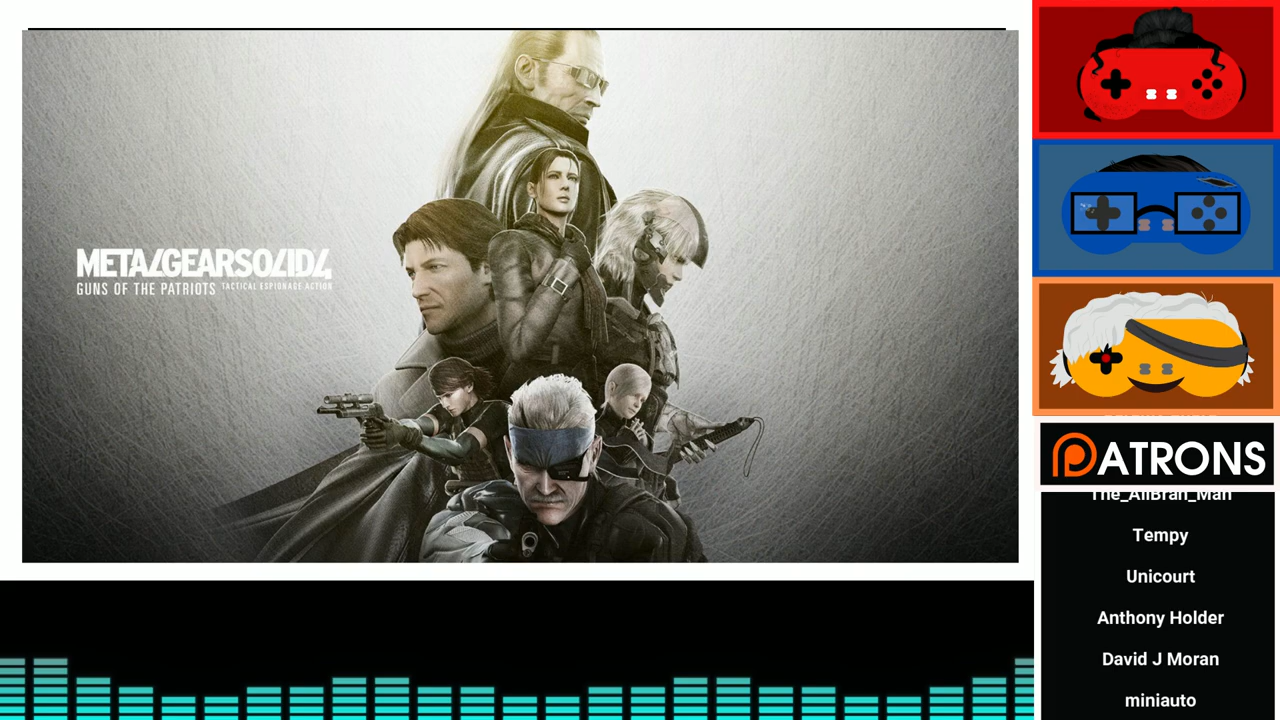 METAL GEAR SOLID 4
GUNS OF THE PATRIOTS TACTICAL ESPIONAGE ACTION
PATRONS
The_AllBran_Man
Tempy
Unicourt
Anthony Holder
David J Moran
miniauto